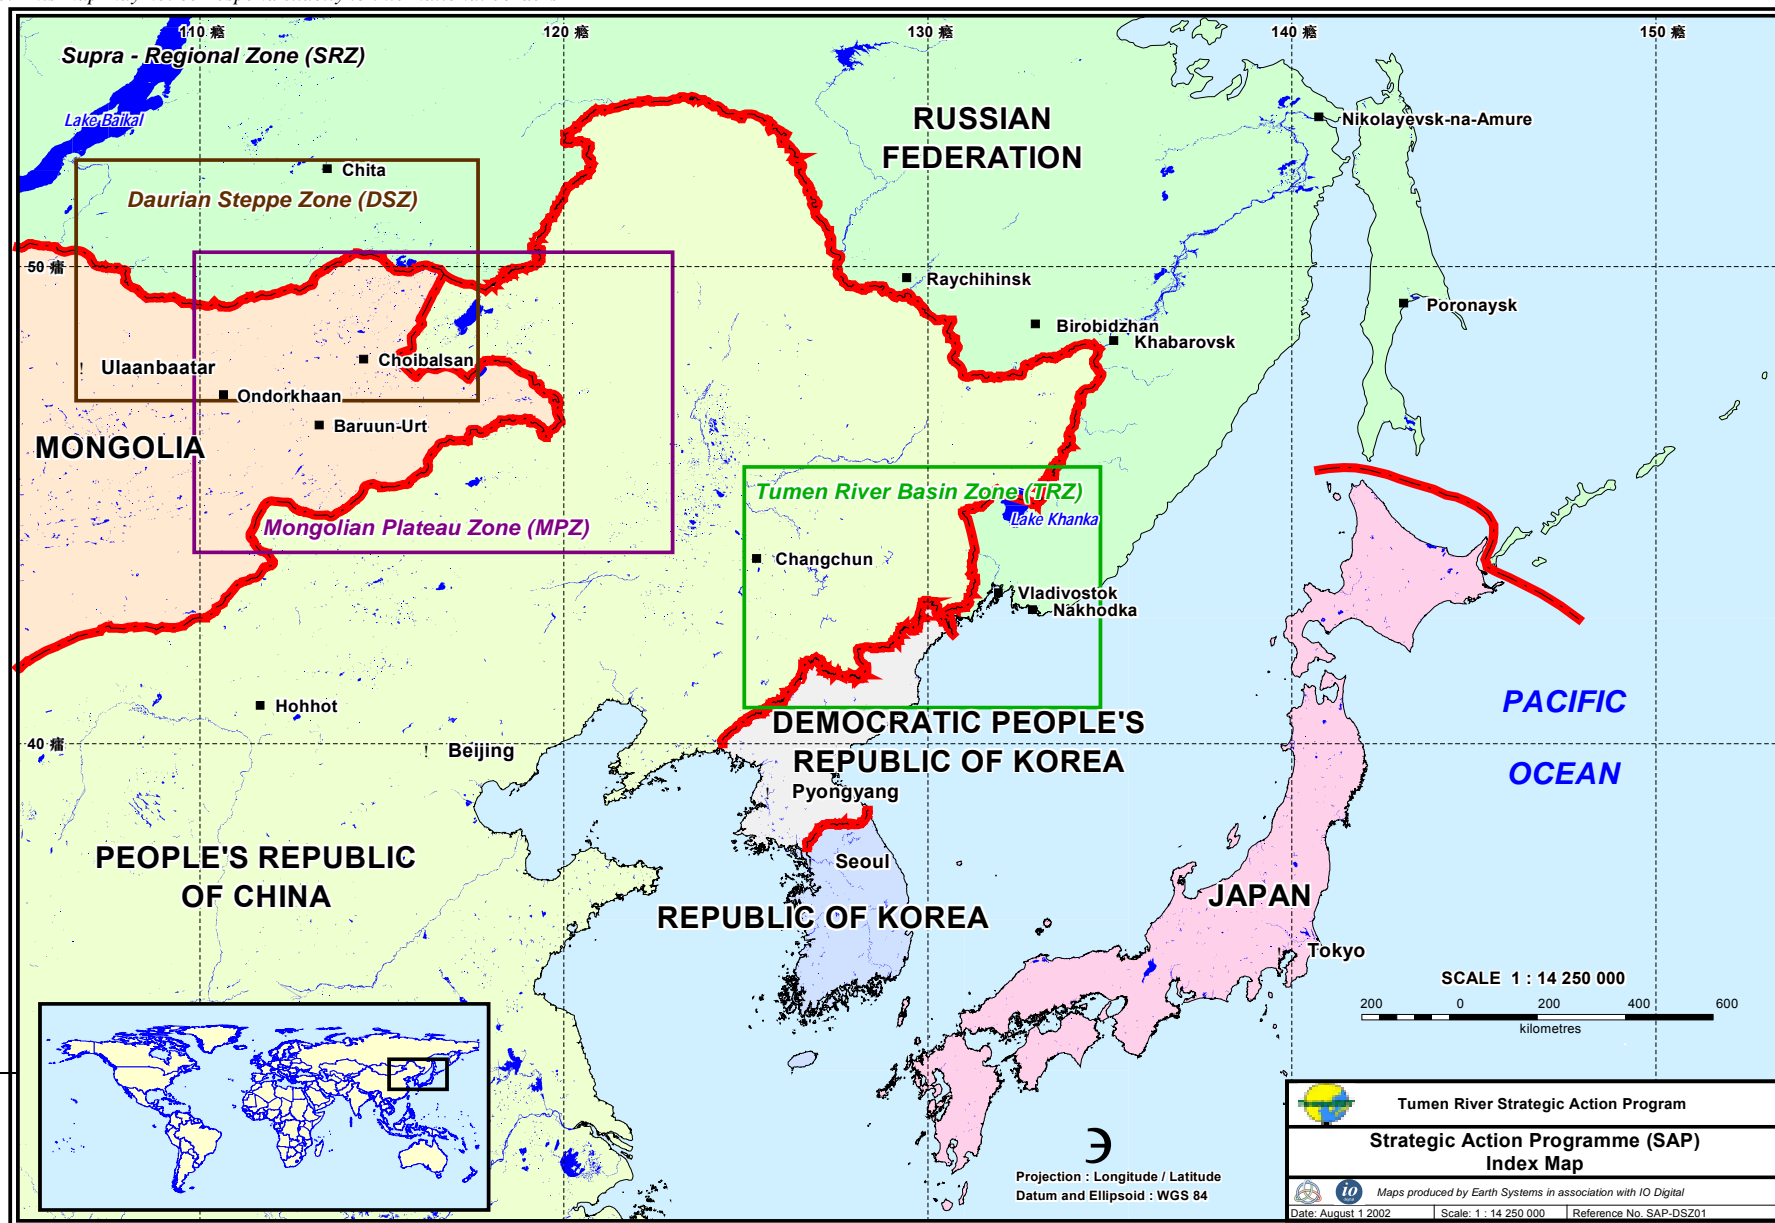 110 癌
120 癌
130 癌
140 癌
150 癌
Supra - Regional Zone (SRZ)
Lake Baikal
RUSSIAN
FEDERATION
Nikolayevsk-na-Amure
Chita
Daurian Steppe Zone (DSZ)
50 癌
Raychihinsk
Poronaysk
Birobidzhan
Khabarovsk
Choibalsan
Ulaanbaatar
Ondorkhaan
Baruun-Urt
MONGOLIA
Tumen River Basin Zone (TRZ)
Lake Khanka
Mongolian Plateau Zone (MPZ)
Changchun
Vladivostok
Nakhodka
Hohhot
PACIFIC
OCEAN
40 癌
Beijing
DEMOCRATIC PEOPLE'S
REPUBLIC OF KOREA
Pyongyang
PEOPLE'S REPUBLIC
OF CHINA
Seoul
REPUBLIC OF KOREA
JAPAN
Tokyo
SCALE 1 : 14 250 000
200 0 200 400 600
kilometres
Projection : Longitude / Latitude
Datum and Ellipsoid : WGS 84
Tumen River Strategic Action Program
Strategic Action Programme (SAP)
Index Map
io
Maps produced by Earth Systems in association with IO Digital
Date: August 1 2002
Scale: 1 : 14 250 000
Reference No. SAP-DSZ01